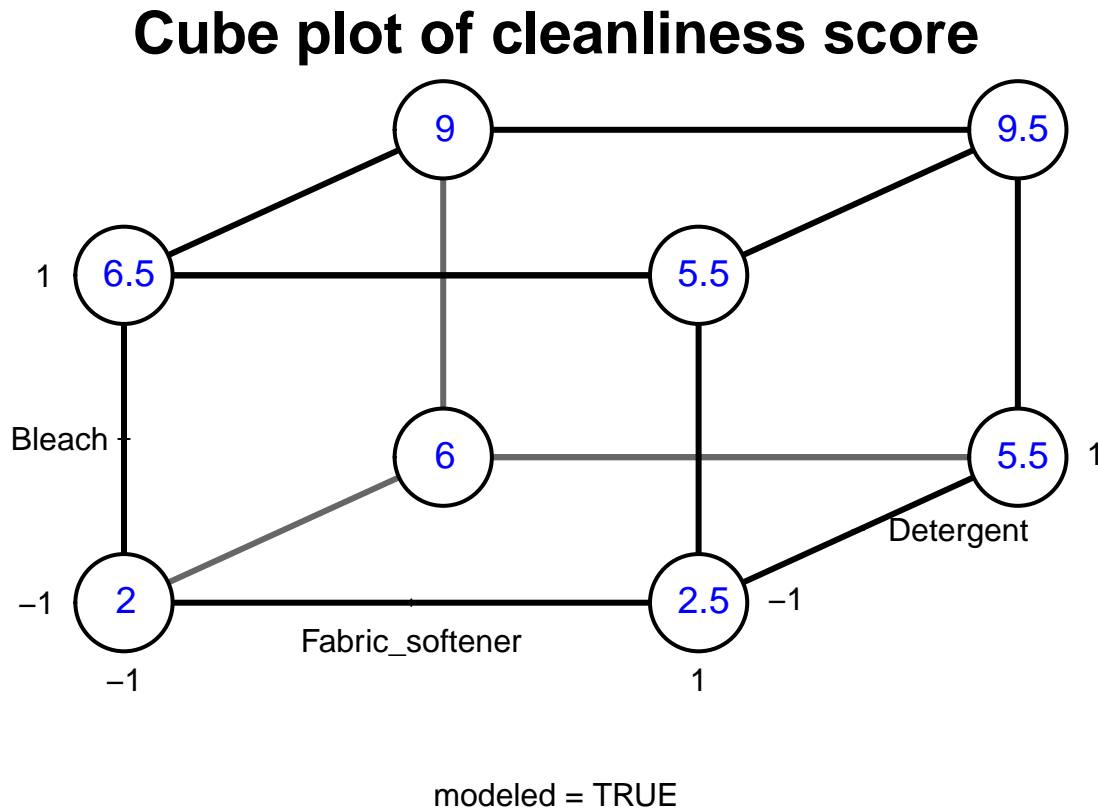 Cube plot of cleanliness score
9 9.5
1 6.5 5.5
Bleach
6 5.5 1
Detergent
−1 2 2.5 −1
Fabric_softener
−1 1
modeled = TRUE